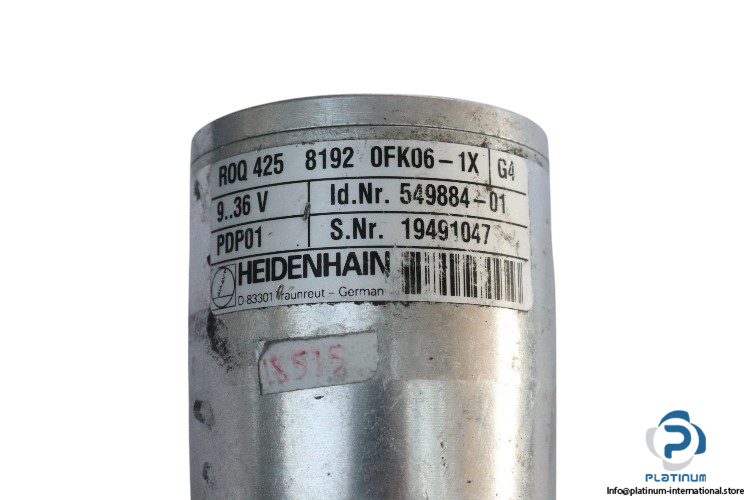 ROQ 425 8192 0FK06-1X G4
9..36 V Id.Nr. 549884-01
PDP01 S.Nr. 19491047
HEIDENHAIN
D-83301 Traunreut - German
18515
PLATINUM
Info@platinum-international.store